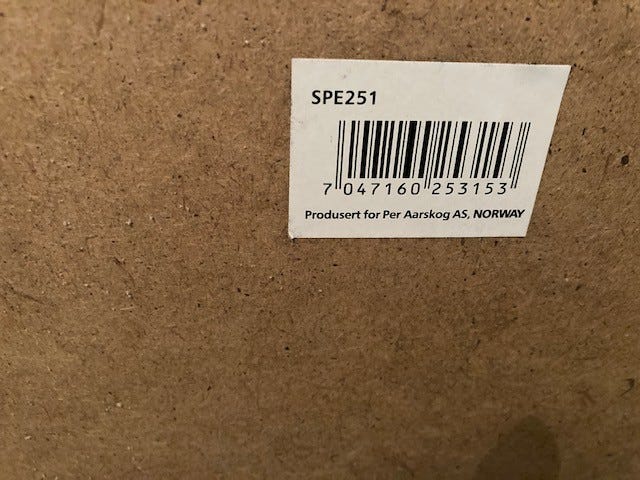 SPE251
7 047160 253153
Produsert for Per Aarskog AS, NORWAY